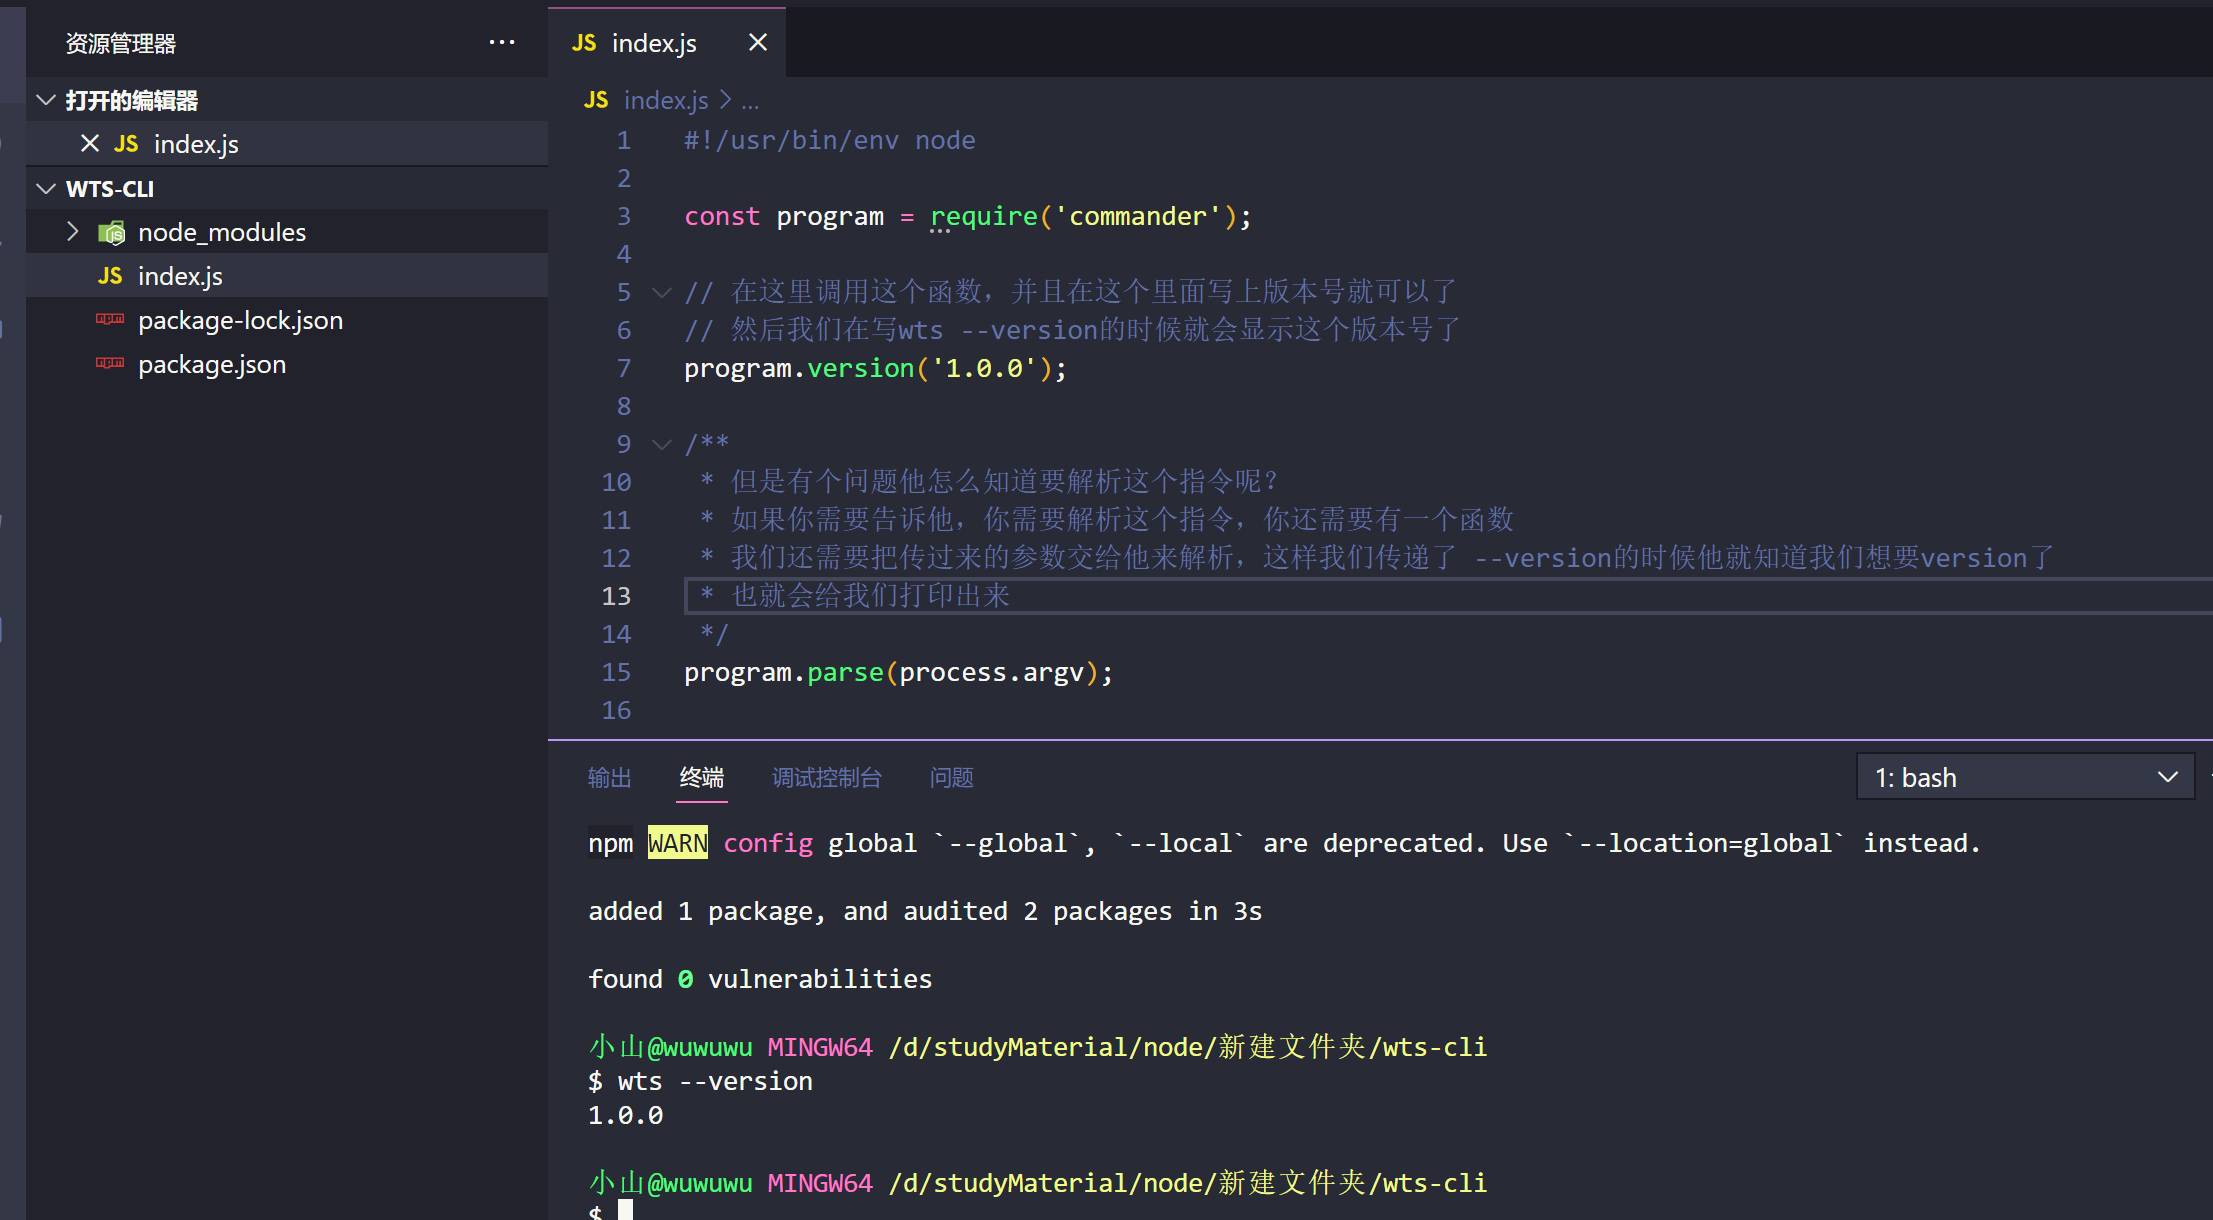 资源管理器 ...
打开的编辑器
JS index.js
WTS-CLI
node_modules
JS index.js
package-lock.json
package.json
JS index.js
JS index.js > ...
1 #!/usr/bin/env node
2
3 const program = require('commander');
4
5 // 在这里调用这个函数，并且在这个里面写上版本号就可以了
6 // 然后我们在写wts --version的时候就会显示这个版本号了
7 program.version('1.0.0');
8
9 /**
10 * 但是有个问题他怎么知道要解析这个指令呢？
11 * 如果你需要告诉他，你需要解析这个指令，你还需要有一个函数
12 * 我们还需要把传过来的参数交给他来解析，这样我们传递了 --version的时候他就知道我们想要version了
13 * 也就会给我们打印出来
14 */
15 program.parse(process.argv);
16
输出 终端 调试控制台 问题 1: bash
npm WARN config global `--global`, `--local` are deprecated. Use `--location=global` instead.
added 1 package, and audited 2 packages in 3s
found 0 vulnerabilities
小山@wuwuwu MINGW64 /d/studyMaterial/node/新建文件夹/wts-cli
$ wts --version
1.0.0
小山@wuwuwu MINGW64 /d/studyMaterial/node/新建文件夹/wts-cli
$